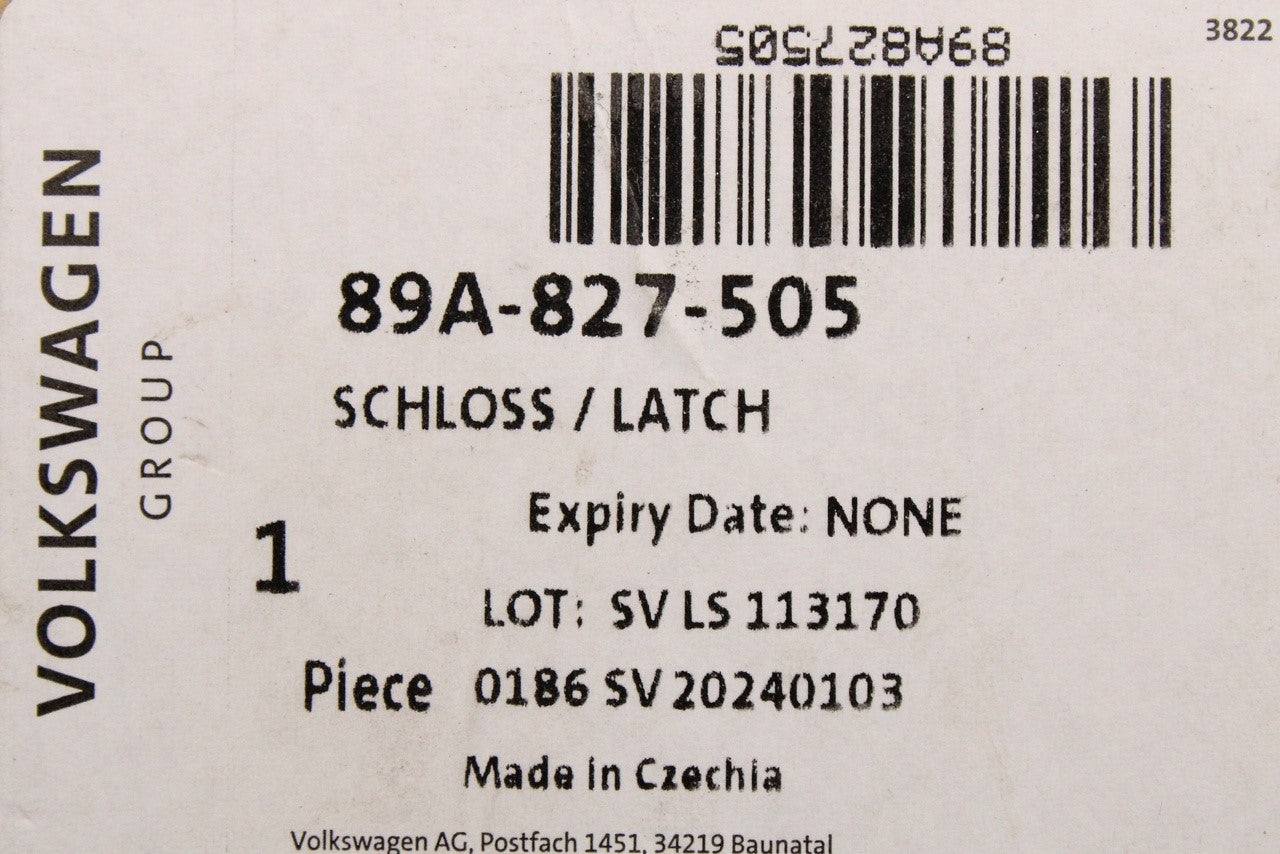 3822
89A827505
89A-827-505
SCHLOSS / LATCH
Expiry Date: NONE
1
LOT: SV LS 113170
Piece 0186 SV 20240103
Made in Czechia
Volkswagen AG, Postfach 1451, 34219 Baunatal
VOLKSWAGEN
GROUP